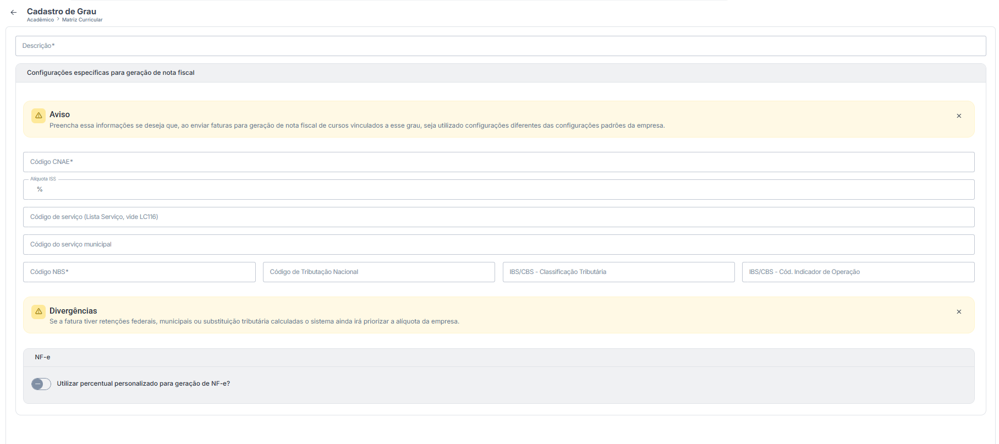 Cadastro de Grau
Acadêmico > Matriz Curricular
Descrição*
Configurações específicas para geração de nota fiscal
Aviso
Preencha essa informações se deseja que, ao enviar faturas para geração de nota fiscal de cursos vinculados a esse grau, seja utilizado configurações diferentes das configurações padrões da empresa.
Código CNAE*
Alíquota ISS
%
Código de serviço (Lista Serviço, vide LC116)
Código do serviço municipal
Código NBS*
Código de Tributação Nacional
IBS/CBS - Classificação Tributária
IBS/CBS - Cód. Indicador de Operação
Divergências
Se a fatura tiver retenções federais, municipais ou substituição tributária calculadas o sistema ainda irá priorizar a alíquota da empresa.
NF-e
Utilizar percentual personalizado para geração de NF-e?